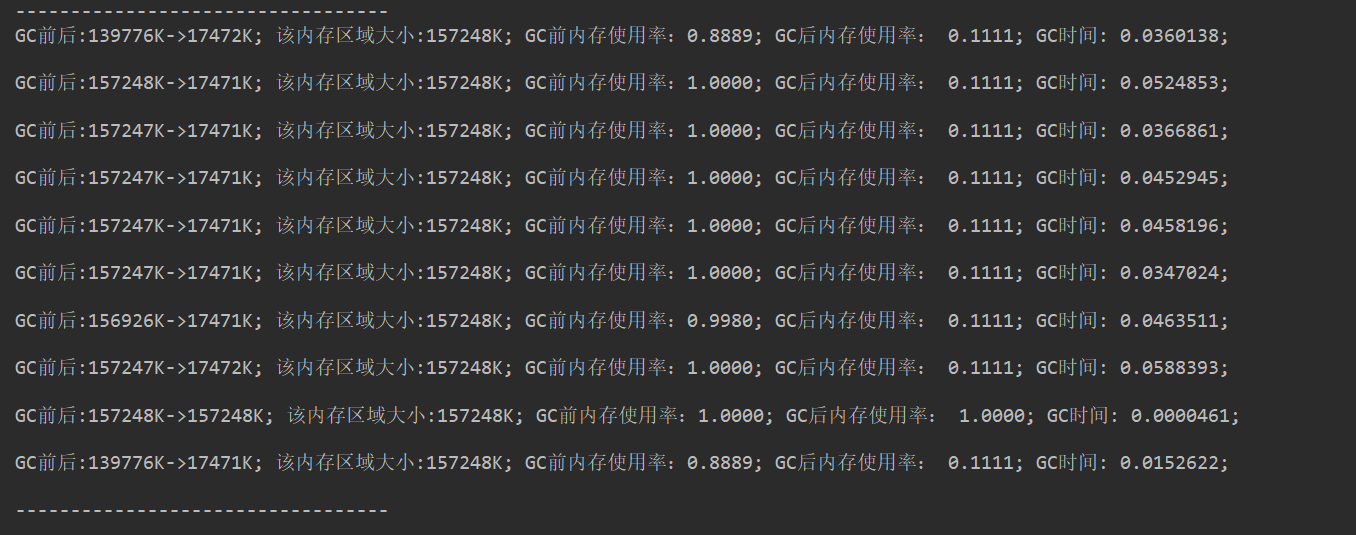 ----------------------------------
GC前后:139776K->17472K; 该内存区域大小:157248K; GC前内存使用率：0.8889; GC后内存使用率： 0.1111; GC时间: 0.0360138;
GC前后:157248K->17471K; 该内存区域大小:157248K; GC前内存使用率：1.0000; GC后内存使用率： 0.1111; GC时间: 0.0524853;
GC前后:157247K->17471K; 该内存区域大小:157248K; GC前内存使用率：1.0000; GC后内存使用率： 0.1111; GC时间: 0.0366861;
GC前后:157247K->17471K; 该内存区域大小:157248K; GC前内存使用率：1.0000; GC后内存使用率： 0.1111; GC时间: 0.0452945;
GC前后:157247K->17471K; 该内存区域大小:157248K; GC前内存使用率：1.0000; GC后内存使用率： 0.1111; GC时间: 0.0458196;
GC前后:157247K->17471K; 该内存区域大小:157248K; GC前内存使用率：1.0000; GC后内存使用率： 0.1111; GC时间: 0.0347024;
GC前后:156926K->17471K; 该内存区域大小:157248K; GC前内存使用率：0.9980; GC后内存使用率： 0.1111; GC时间: 0.0463511;
GC前后:157247K->17472K; 该内存区域大小:157248K; GC前内存使用率：1.0000; GC后内存使用率： 0.1111; GC时间: 0.0588393;
GC前后:157248K->157248K; 该内存区域大小:157248K; GC前内存使用率：1.0000; GC后内存使用率： 1.0000; GC时间: 0.0000461;
GC前后:139776K->17471K; 该内存区域大小:157248K; GC前内存使用率：0.8889; GC后内存使用率： 0.1111; GC时间: 0.0152622;
----------------------------------